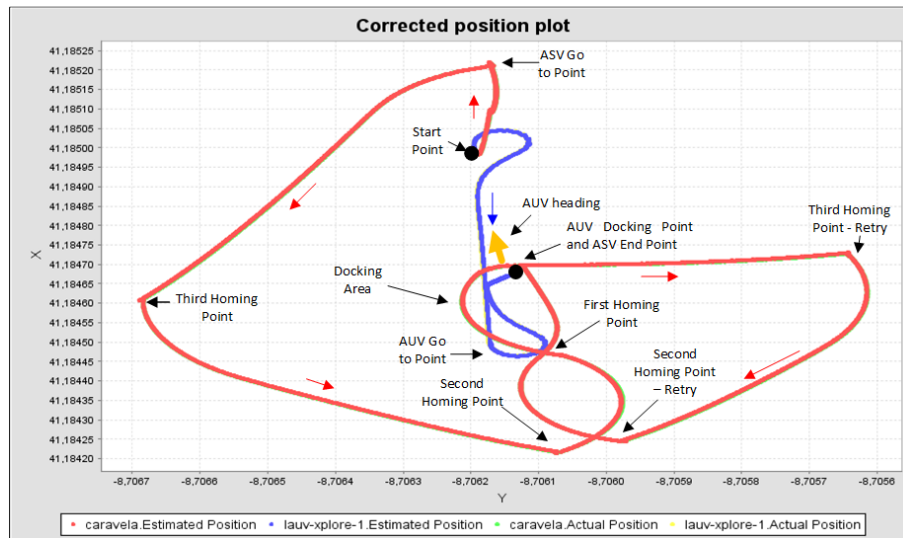 Corrected position plot
41,18525
41,18520
41,18515
41,18510
41,18505
41,18500
41,18495
41,18490
41,18485
41,18480
41,18475
41,18470
41,18465
41,18460
41,18455
41,18450
41,18445
41,18440
41,18435
41,18430
41,18425
41,18420
X
ASV Go
to Point
Start
Point
AUV heading
AUV Docking Point
and ASV End Point
Third Homing
Point - Retry
Docking
Area
Third Homing
Point
First Homing
Point
AUV Go
to Point
Second
Homing Point
Second
Homing Point
– Retry
-8,7067
-8,7066
-8,7065
-8,7064
-8,7063
-8,7062
-8,7061
-8,7060
-8,7059
-8,7058
-8,7057
-8,7056
Y
caravela.Estimated Position
lauv-xplore-1.Estimated Position
caravela.Actual Position
lauv-xplore-1.Actual Position